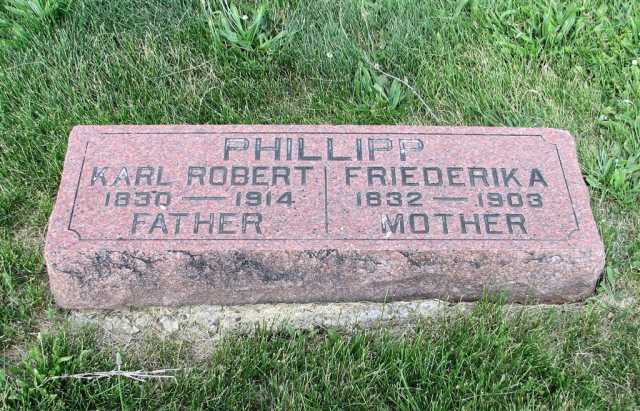 PHILLIPP
KARL ROBERT
1830 — 1914
FATHER
FRIEDERIKA
1832 — 1903
MOTHER